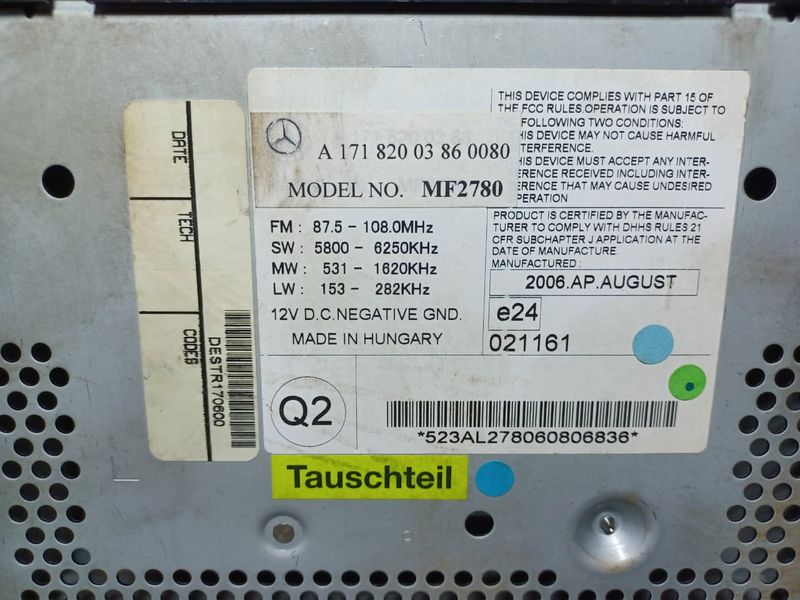 DATE
TECH
CODES
DESTR170600
A 171 820 03 86 0080
MODEL NO. MF2780
FM : 87.5 - 108.0MHz
SW : 5800 - 6250KHz
MW : 531 - 1620KHz
LW : 153 - 282KHz
12V D.C.NEGATIVE GND.
MADE IN HUNGARY
THIS DEVICE COMPLIES WITH PART 15 OF
THE FCC RULES.OPERATION IS SUBJECT TO
FOLLOWING TWO CONDITIONS:
HIS DEVICE MAY NOT CAUSE HARMFUL
TERFERENCE.
HIS DEVICE MUST ACCEPT ANY INTER-
ERENCE RECEIVED INCLUDING INTER-
ERENCE THAT MAY CAUSE UNDESIRED
PERATION
PRODUCT IS CERTIFIED BY THE MANUFAC-
TURER TO COMPLY WITH DHHS RULES 21
CFR SUBCHAPTER J APPLICATION AT THE
DATE OF MANUFACTURE.
MANUFACTURED :
2006.AP.AUGUST
e24
021161
Q2
*523AL278060806836*
Tauschteil